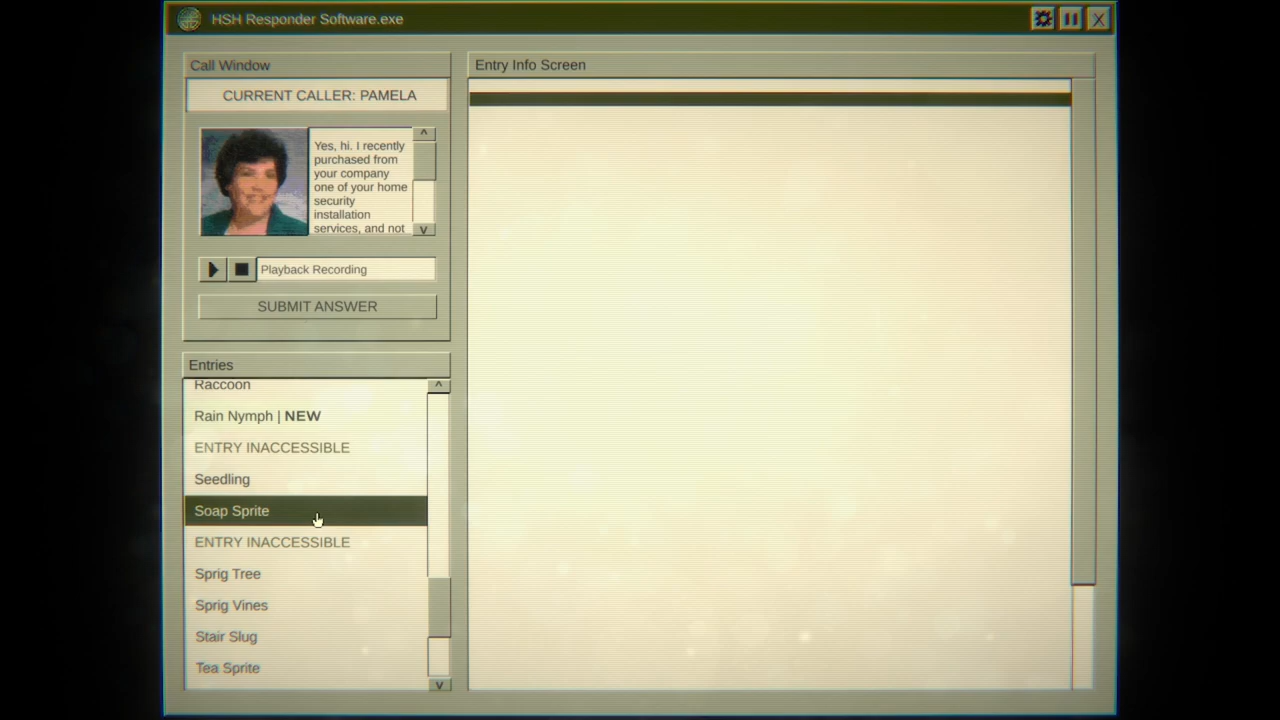 HSH Responder Software.exe
Call Window
CURRENT CALLER: PAMELA
Yes, hi. I recently
purchased from
your company
one of your home
security
installation
services, and not
Playback Recording
SUBMIT ANSWER
Entries
Raccoon
Rain Nymph | NEW
ENTRY INACCESSIBLE
Seedling
Soap Sprite
ENTRY INACCESSIBLE
Sprig Tree
Sprig Vines
Stair Slug
Tea Sprite
Entry Info Screen